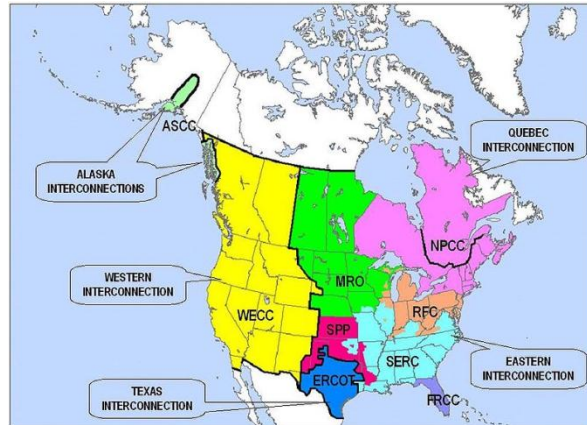 ASCC
QUEBEC
INTERCONNECTION
ALASKA
INTERCONNECTIONS
NPCC
WESTERN
INTERCONNECTION
MRO
WECC
RFC
SPP
SERC
EASTERN
INTERCONNECTION
ERCOT
TEXAS
INTERCONNECTION
FRCC